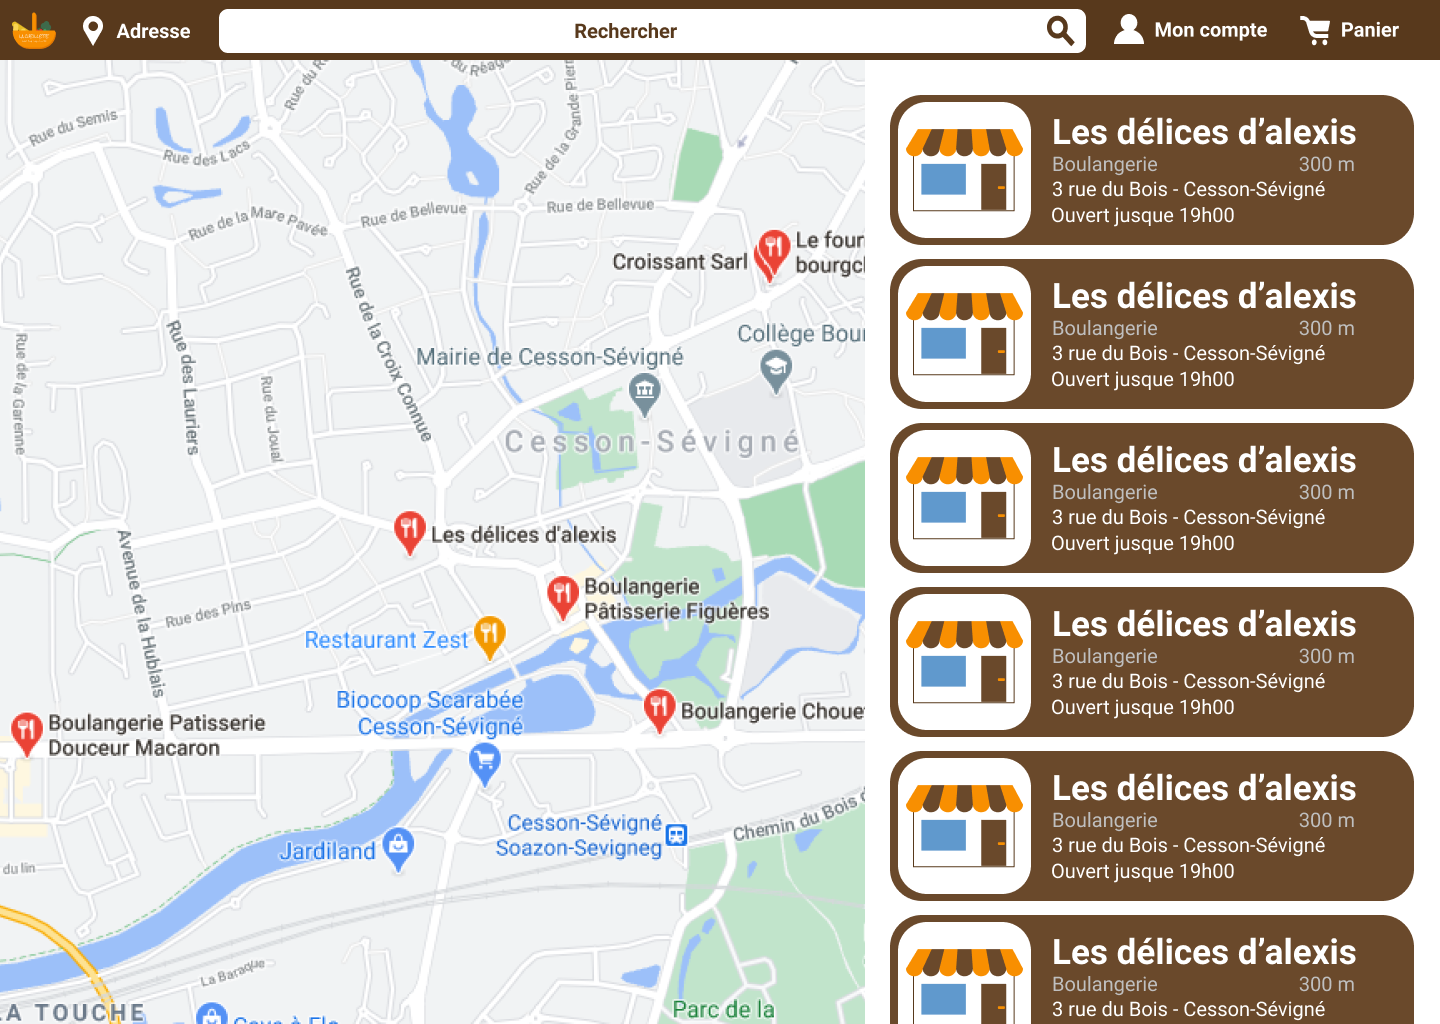 Adresse
Rechercher
Mon compte
Panier
Rue du Semis
Rue des Lacs
Rue du R
du Réag
Rue de la Grande Pier
Rue de la Mare Pavée
Rue de Bellevue
Rue de Bellevue
Croissant Sarl
Le four
bourgc
Rue de la Croix Connue
Rue des Lauriers
Rue de la Garenne
Rue du Joual
Collège Bour
Mairie de Cesson-Sévigné
Cesson-Sévigné
Les délices d'alexis
Avenue de la Hublais
Rue des Pins
Boulangerie
Pâtisserie Figuères
Restaurant Zest
Biocoop Scarabée
Cesson-Sévigné
Boulangerie Patisserie
Douceur Macaron
Boulangerie Chouet
Cesson-Sévigné
Soazon-Sevigneg
Chemin du Bois d
Jardiland
du lin
La Baraque
LA TOUCHE
Cave à Flo
Parc de la
Les délices d’alexis
Boulangerie 300 m
3 rue du Bois - Cesson-Sévigné
Ouvert jusque 19h00
Les délices d’alexis
Boulangerie 300 m
3 rue du Bois - Cesson-Sévigné
Ouvert jusque 19h00
Les délices d’alexis
Boulangerie 300 m
3 rue du Bois - Cesson-Sévigné
Ouvert jusque 19h00
Les délices d’alexis
Boulangerie 300 m
3 rue du Bois - Cesson-Sévigné
Ouvert jusque 19h00
Les délices d’alexis
Boulangerie 300 m
3 rue du Bois - Cesson-Sévigné
Ouvert jusque 19h00
Les délices d’alexis
Boulangerie 300 m
3 rue du Bois - Cesson-Sévigné